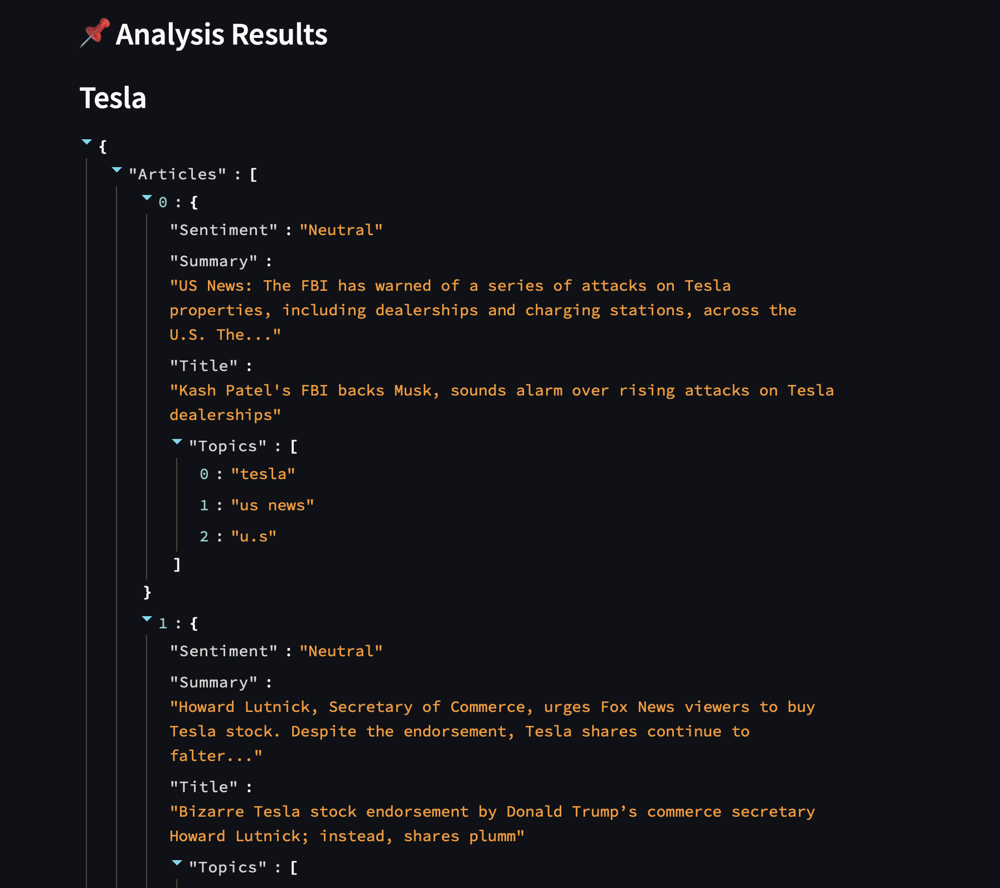 Analysis Results
Tesla
{
"Articles" : [
0 : {
"Sentiment" : "Neutral"
"Summary" :
"US News: The FBI has warned of a series of attacks on Tesla
properties, including dealerships and charging stations, across the
U.S. The..."
"Title" :
"Kash Patel's FBI backs Musk, sounds alarm over rising attacks on Tesla
dealerships"
"Topics" : [
0 : "tesla"
1 : "us news"
2 : "u.s"
]
}
1 : {
"Sentiment" : "Neutral"
"Summary" :
"Howard Lutnick, Secretary of Commerce, urges Fox News viewers to buy
Tesla stock. Despite the endorsement, Tesla shares continue to
falter..."
"Title" :
"Bizarre Tesla stock endorsement by Donald Trump’s commerce secretary
Howard Lutnick; instead, shares plumm"
"Topics" : [